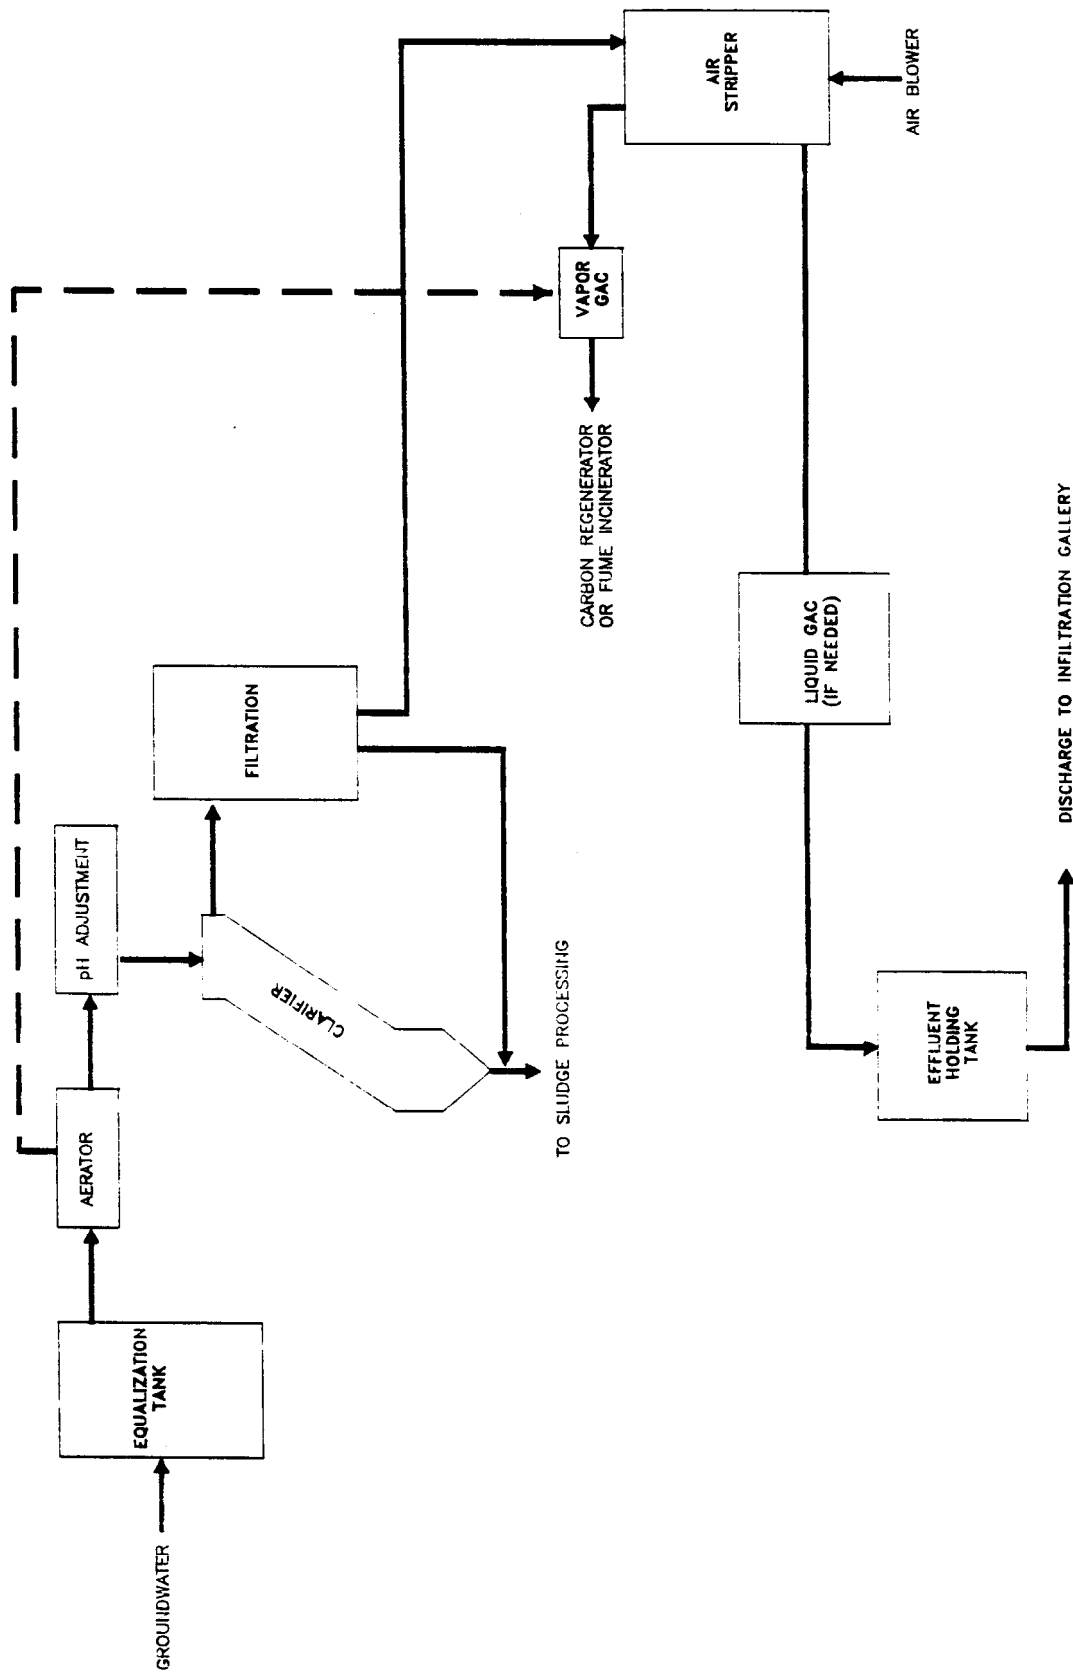 GROUNDWATER
EQUALIZATION
TANK
AERATOR
pH ADJUSTMENT
CLARIFIER
TO SLUDGE PROCESSING
FILTRATION
AIR
STRIPPER
AIR BLOWER
VAPOR
GAC
CARBON REGENERATOR
OR FUME INCINERATOR
LIQUID GAC
(IF NEEDED)
EFFLUENT
HOLDING
TANK
DISCHARGE TO INFILTRATION GALLERY